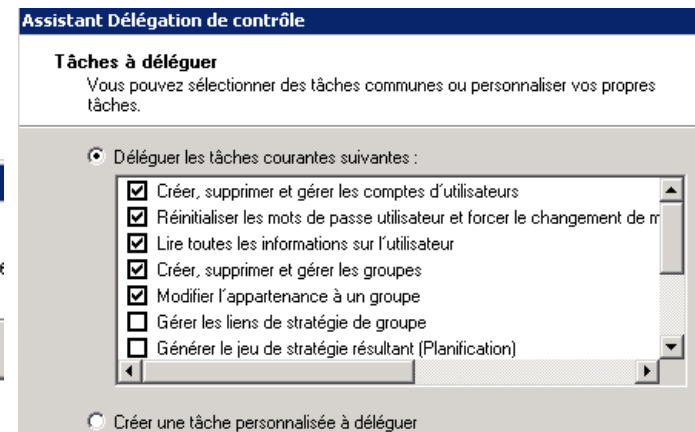 Assistant Délégation de contrôle
Tâches à déléguer
Vous pouvez sélectionner des tâches communes ou personnaliser vos propres
tâches.
Déléguer les tâches courantes suivantes :
Créer, supprimer et gérer les comptes d'utilisateurs
Réinitialiser les mots de passe utilisateur et forcer le changement de m
Lire toutes les informations sur l'utilisateur
Créer, supprimer et gérer les groupes
Modifier l'appartenance à un groupe
Gérer les liens de stratégie de groupe
Générer le jeu de stratégie résultant (Planification)
Créer une tâche personnalisée à déléguer